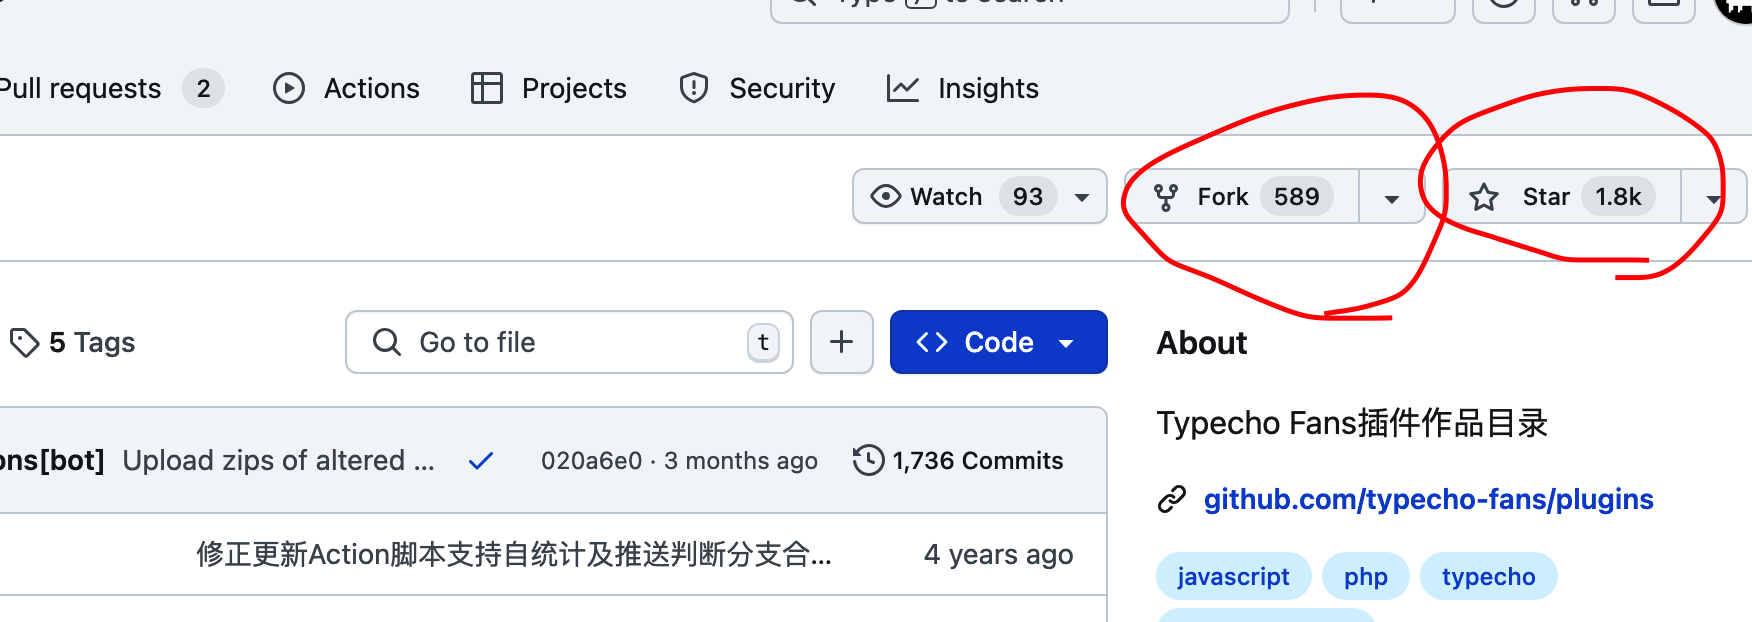 Type / to search
Pull requests 2 Actions Projects Security Insights
Watch 93 Fork 589 Star 1.8k
5 Tags Go to file t Code
About
Typecho Fans插件作品目录
ons[bot] Upload zips of altered ... 020a6e0 · 3 months ago 1,736 Commits
github.com/typecho-fans/plugins
修正更新Action脚本支持自统计及推送判断分支合... 4 years ago
javascript php typecho